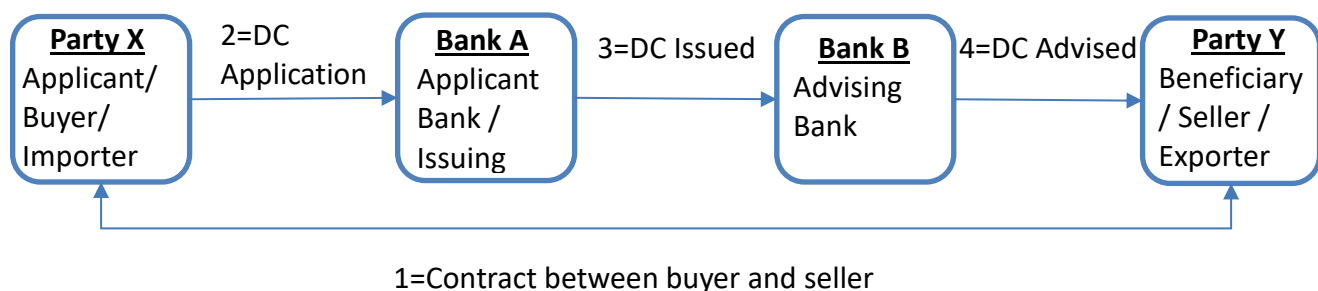 Party X
Applicant/
Buyer/
Importer
2=DC
Application
Bank A
Applicant
Bank /
Issuing
3=DC Issued
Bank B
Advising
Bank
4=DC Advised
Party Y
Beneficiary
/ Seller /
Exporter
1=Contract between buyer and seller